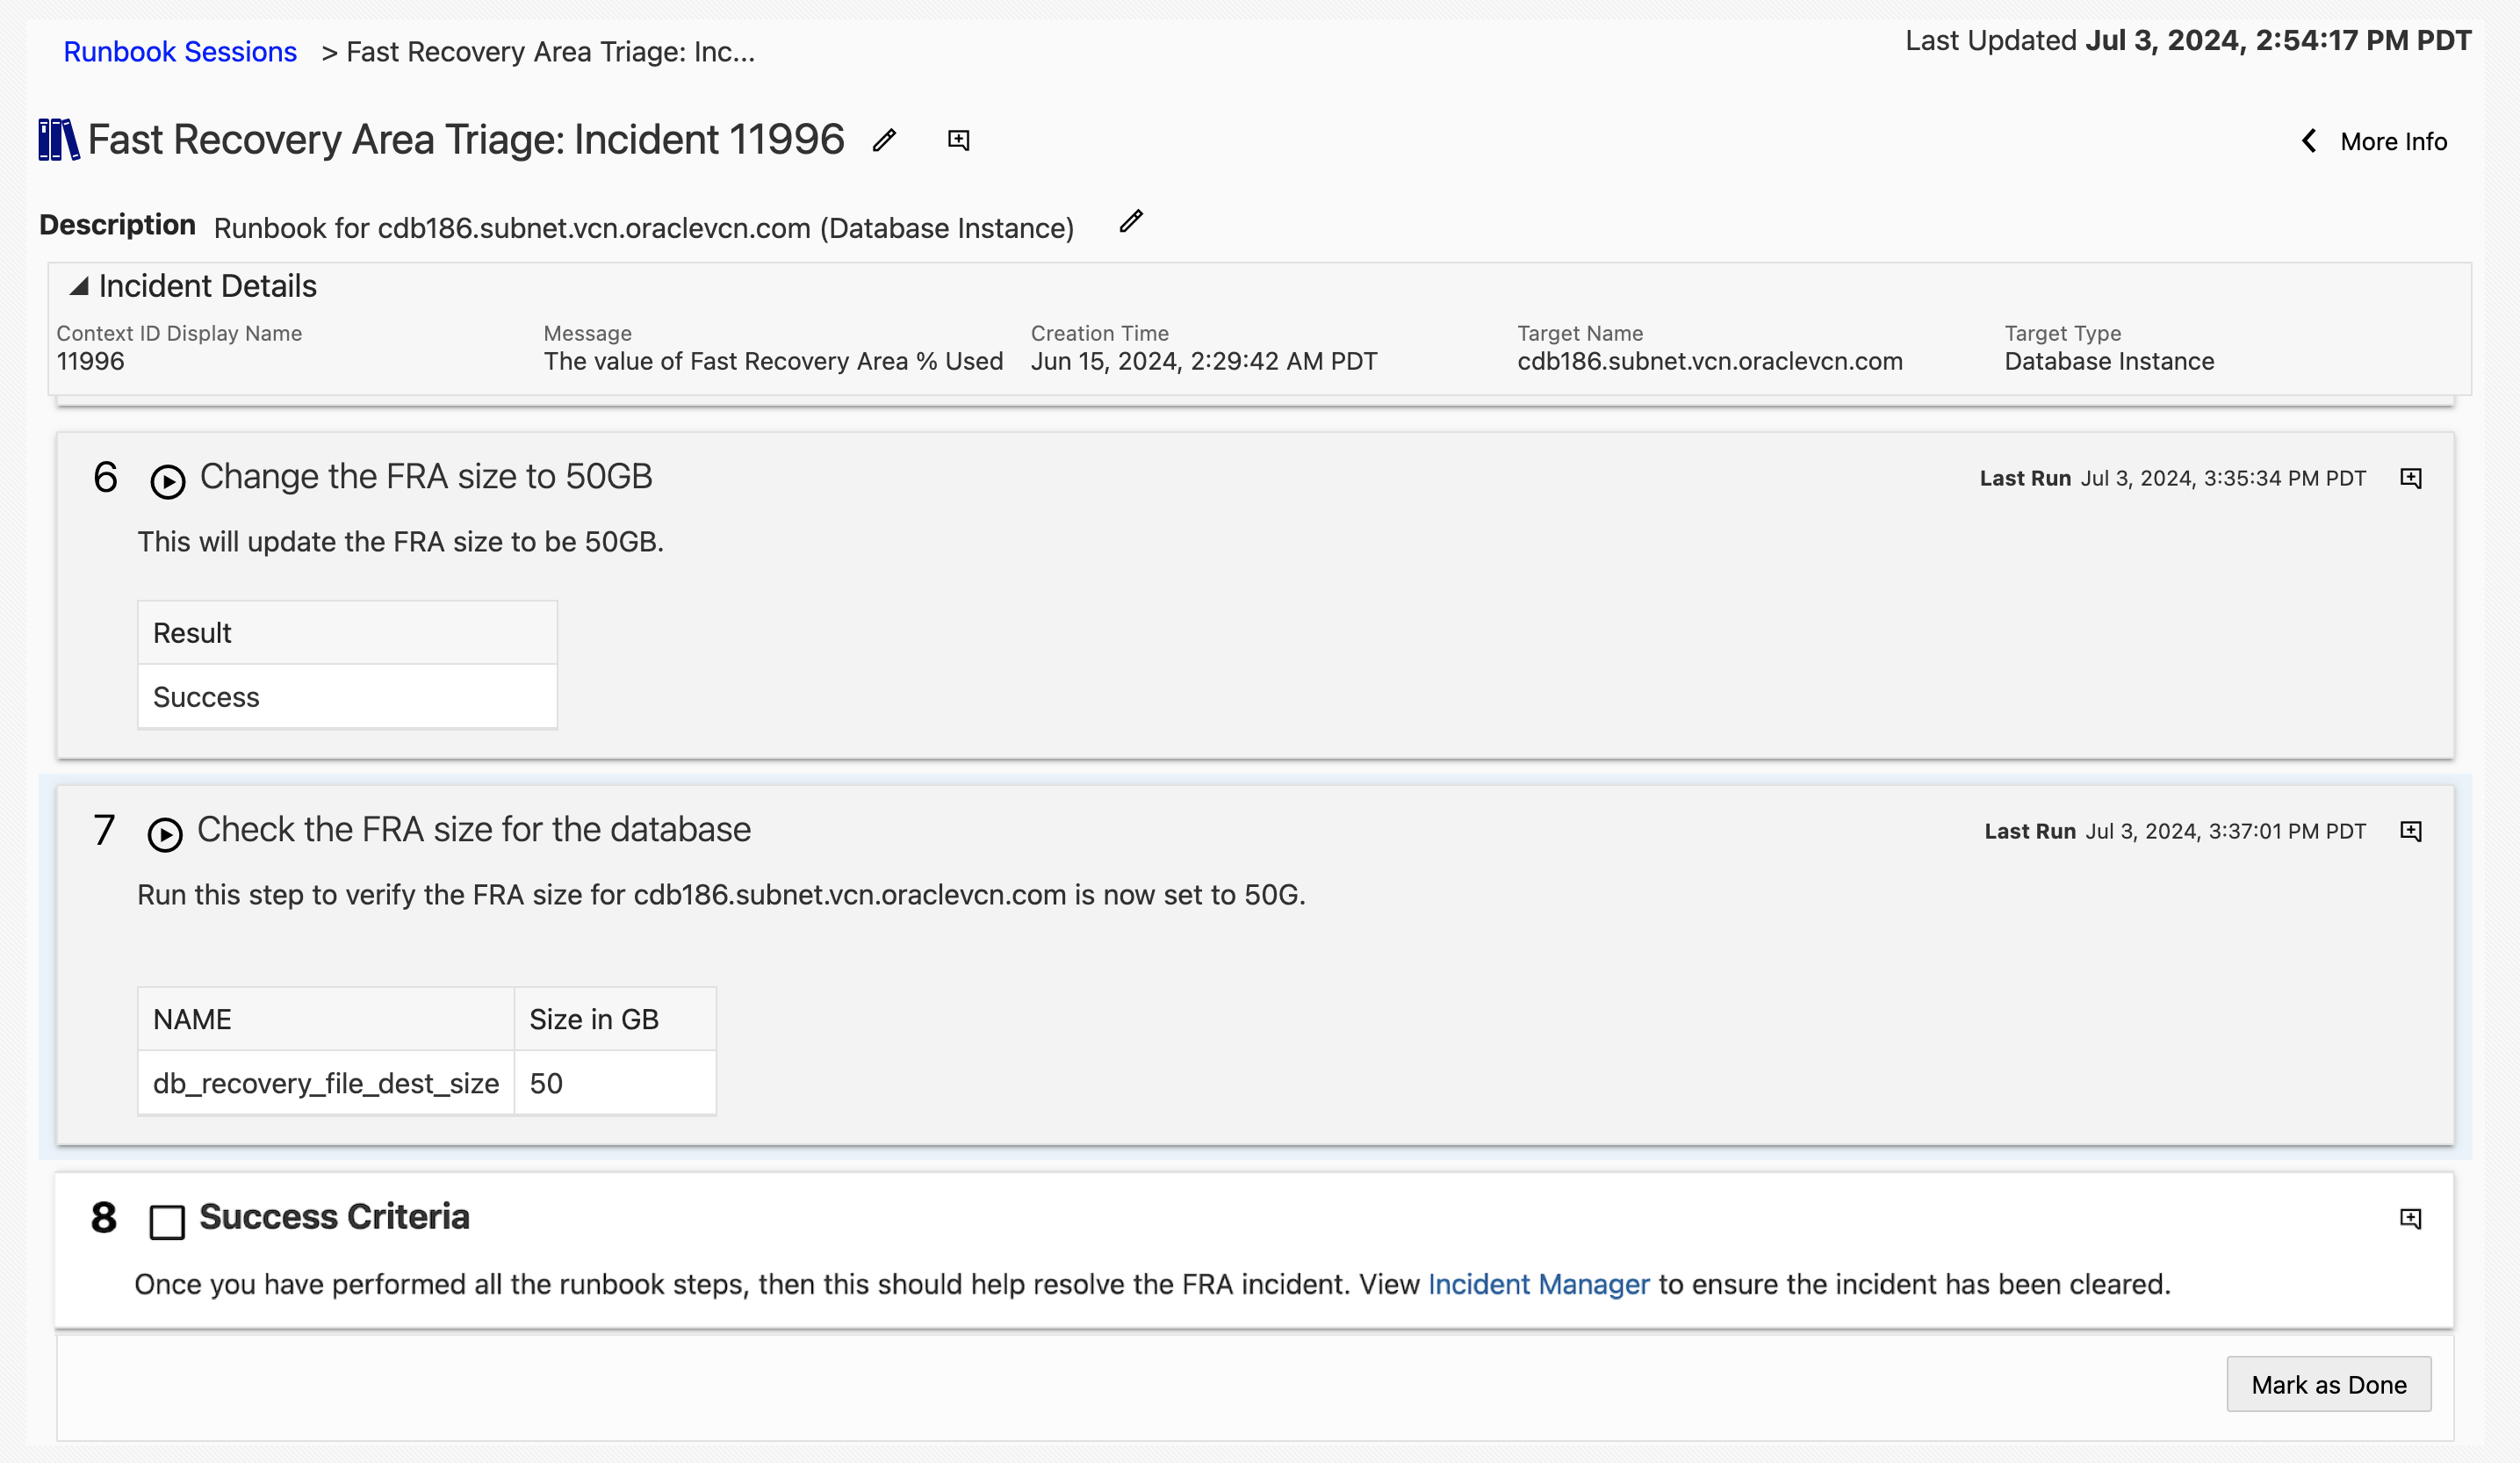 Runbook Sessions > Fast Recovery Area Triage: Inc...
Last Updated Jul 3, 2024, 2:54:17 PM PDT
Fast Recovery Area Triage: Incident 11996
More Info
Description Runbook for cdb186.subnet.vcn.oraclevcn.com (Database Instance)
Incident Details
Context ID Display Name Message Creation Time Target Name Target Type
11996 The value of Fast Recovery Area % Used Jun 15, 2024, 2:29:42 AM PDT cdb186.subnet.vcn.oraclevcn.com Database Instance
6 Change the FRA size to 50GB Last Run Jul 3, 2024, 3:35:34 PM PDT
This will update the FRA size to be 50GB.
Result
Success
7 Check the FRA size for the database Last Run Jul 3, 2024, 3:37:01 PM PDT
Run this step to verify the FRA size for cdb186.subnet.vcn.oraclevcn.com is now set to 50G.
NAME Size in GB
db_recovery_file_dest_size 50
8 Success Criteria
Once you have performed all the runbook steps, then this should help resolve the FRA incident. View Incident Manager to ensure the incident has been cleared.
Mark as Done